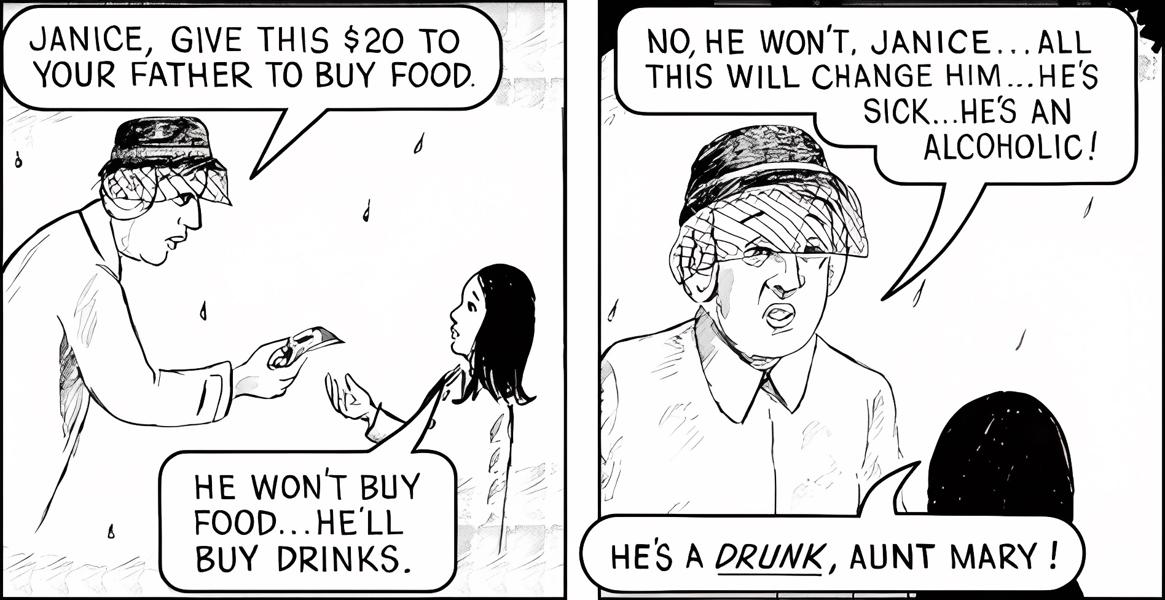 JANICE, GIVE THIS $20 TO
YOUR FATHER TO BUY FOOD.
HE WON'T BUY
FOOD...HE'LL
BUY DRINKS.
NO, HE WON'T, JANICE...ALL
THIS WILL CHANGE HIM...HE'S
SICK...HE'S AN
ALCOHOLIC!
HE'S A DRUNK, AUNT MARY!